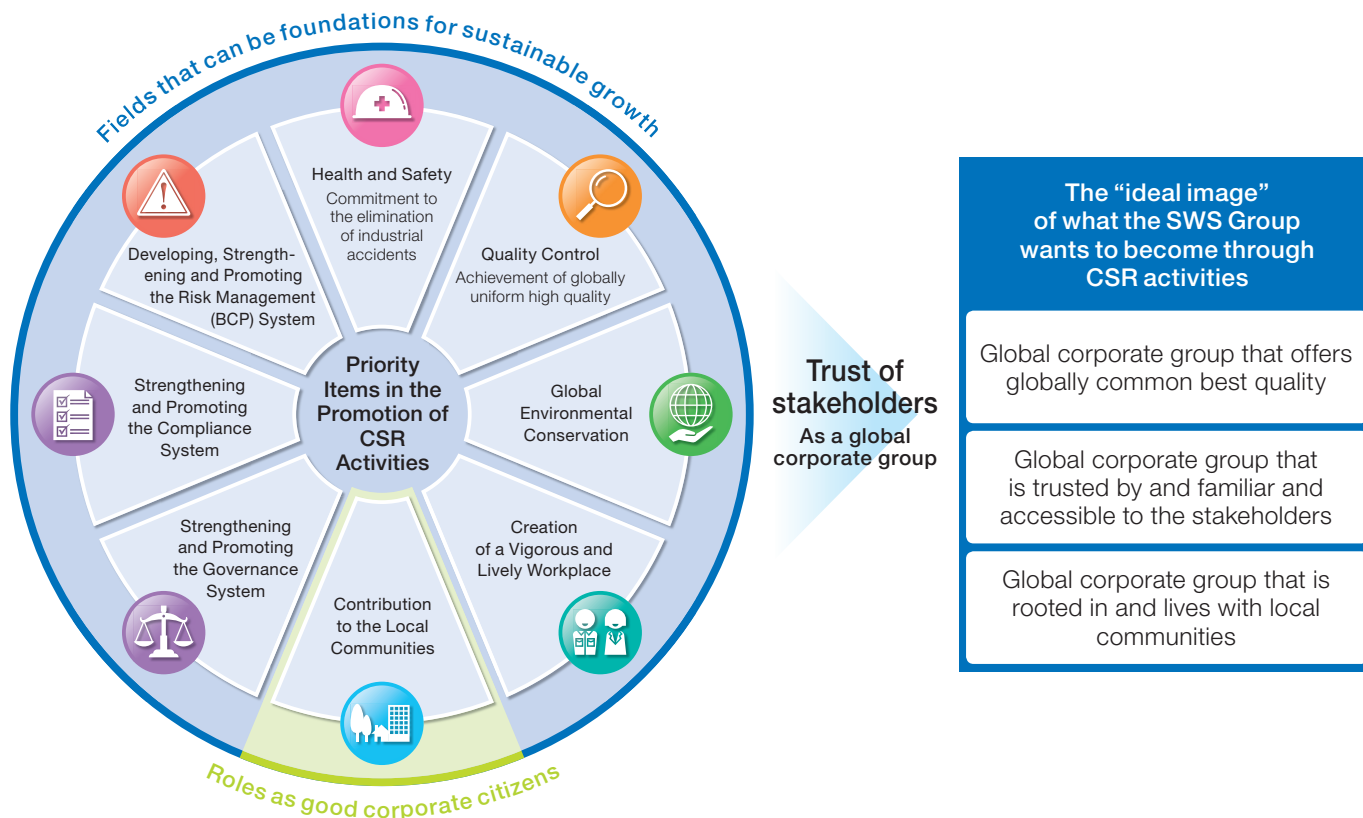 Fields that can be foundations for sustainable growth
Health and Safety
Commitment to
the elimination
of industrial
accidents
Quality Control
Achievement of globally
uniform high quality
Global
Environmental
Conservation
Creation
of a Vigorous and
Lively Workplace
Contribution
to the Local
Communities
Strengthening
and Promoting
the Governance
System
Strengthening
and Promoting
the Compliance
System
Developing, Strength-
ening and Promoting
the Risk Management
(BCP) System
Priority
Items in the
Promotion of
CSR
Activities
Roles as good corporate citizens
Trust of
stakeholders
As a global
corporate group
The “ideal image”
of what the SWS Group
wants to become through
CSR activities
Global corporate group that offers
globally common best quality
Global corporate group that
is trusted by and familiar and
accessible to the stakeholders
Global corporate group that is
rooted in and lives with local
communities